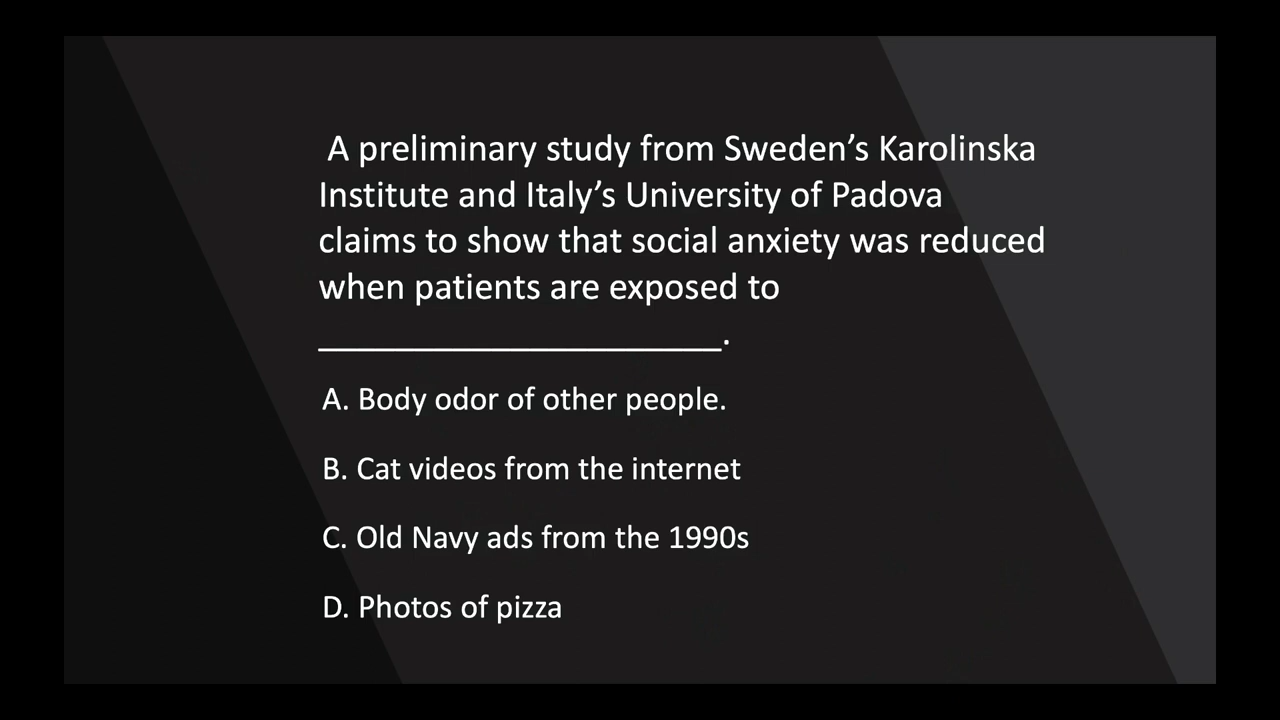 A preliminary study from Sweden’s Karolinska
Institute and Italy’s University of Padova
claims to show that social anxiety was reduced
when patients are exposed to
_____________________.
A. Body odor of other people.
B. Cat videos from the internet
C. Old Navy ads from the 1990s
D. Photos of pizza